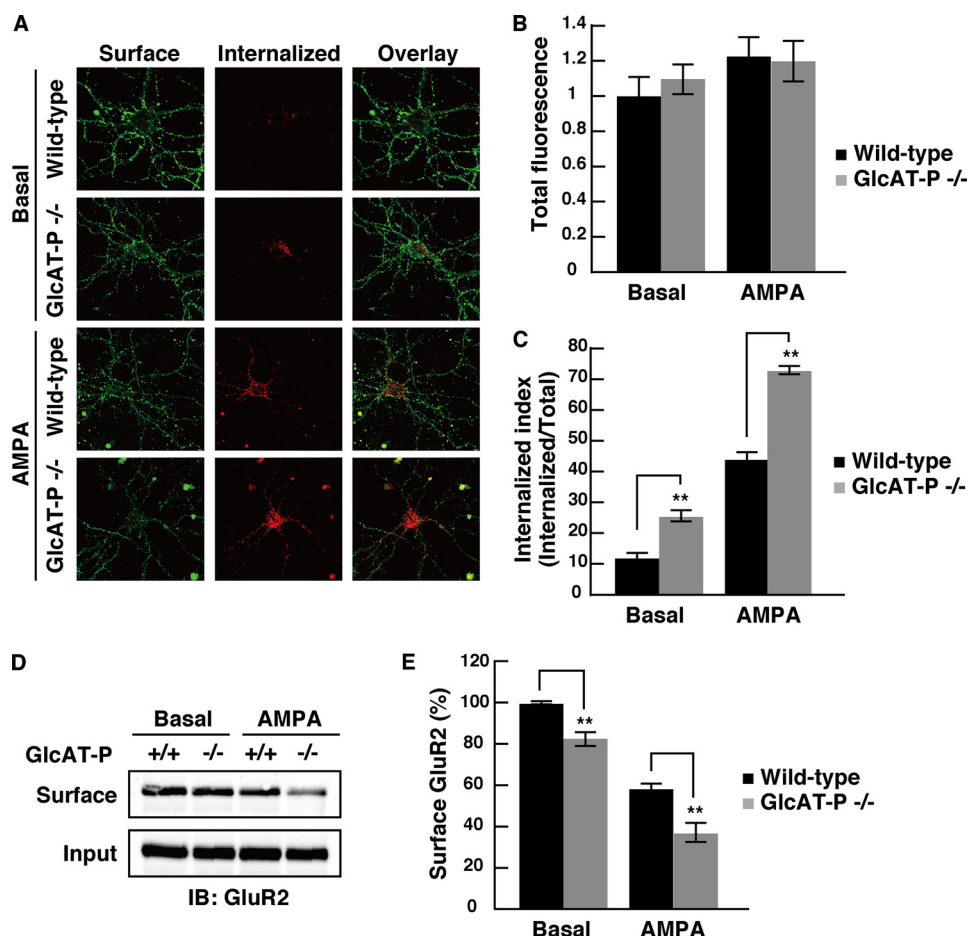 A
Surface Internalized Overlay
Basal
Wild-type
GlcAT-P -/-
AMPA
Wild-type
GlcAT-P -/-
B
Total fluorescence
1.4
1.2
1
0.8
0.6
0.4
0.2
0
Basal AMPA
Wild-type
GlcAT-P -/-
C
Internalized index
(Internalized/Total)
80
70
60
50
40
30
20
10
0
**
**
Basal AMPA
Wild-type
GlcAT-P -/-
D
Basal AMPA
GlcAT-P +/+ -/- +/+ -/-
Surface
Input
IB: GluR2
E
Surface GluR2 (%)
120
100
80
60
40
20
0
**
**
Basal AMPA
Wild-type
GlcAT-P -/-